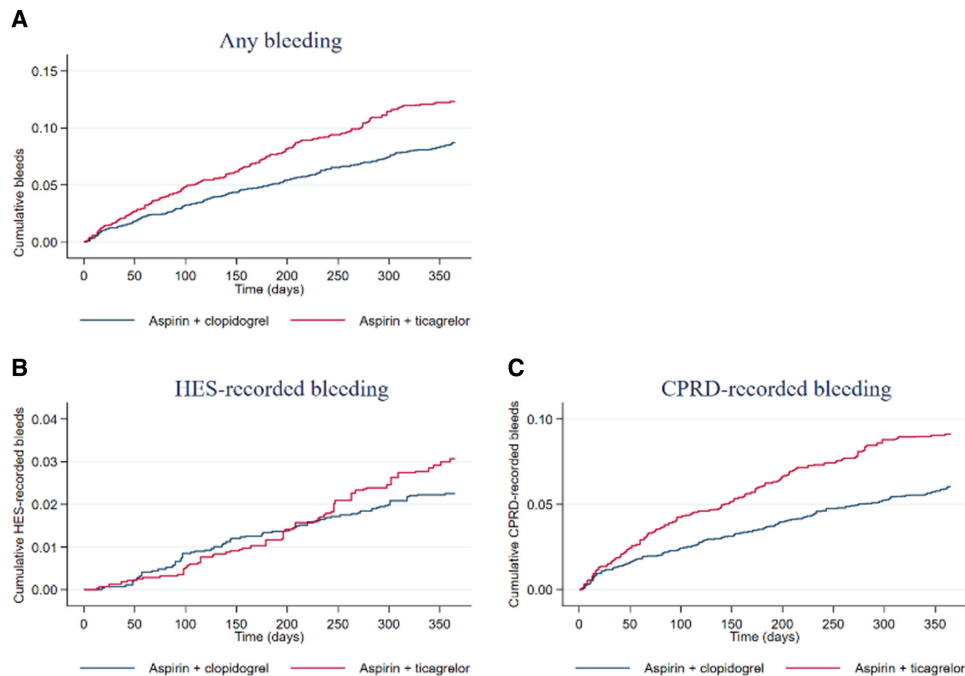 A
Any bleeding
Cumulative bleeds
0.15
0.10
0.05
0.00
0 50 100 150 200 250 300 350
Time (days)
Aspirin + clopidogrel Aspirin + ticagrelor
B
HES-recorded bleeding
Cumulative HES-recorded bleeds
0.04
0.03
0.02
0.01
0.00
0 50 100 150 200 250 300 350
Time (days)
Aspirin + clopidogrel Aspirin + ticagrelor
C
CPRD-recorded bleeding
Cumulative CPRD-recorded bleeds
0.10
0.05
0.00
0 50 100 150 200 250 300 350
Time (days)
Aspirin + clopidogrel Aspirin + ticagrelor